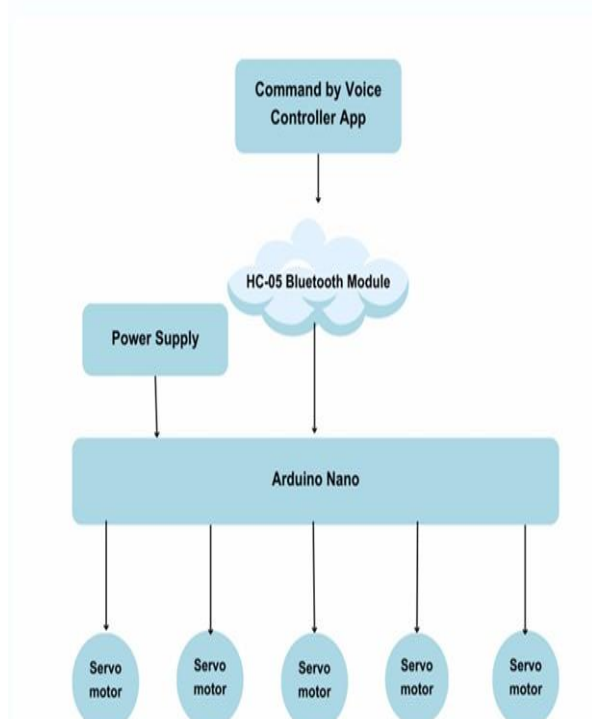 Command by Voice
Controller App
HC-05 Bluetooth Module
Power Supply
Arduino Nano
Servo
motor
Servo
motor
Servo
motor
Servo
motor
Servo
motor